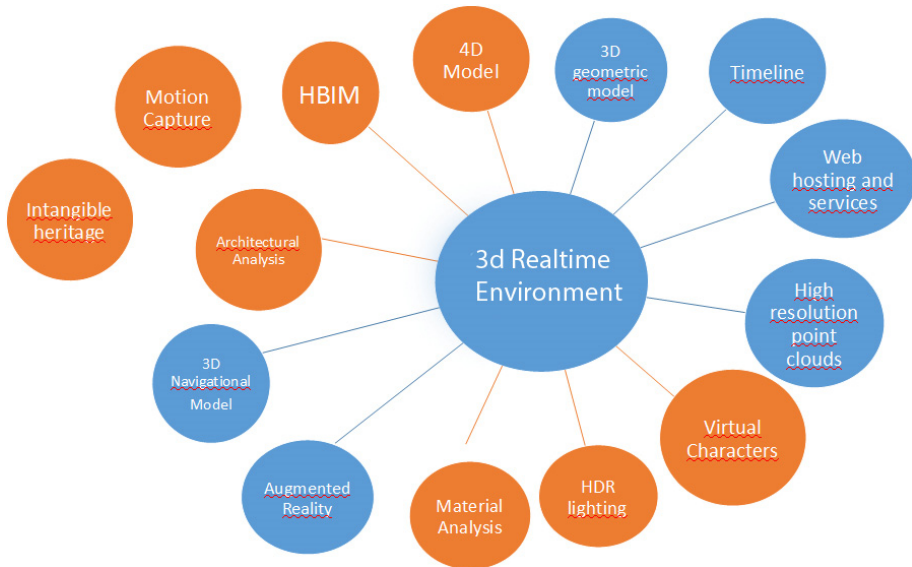 4D
Model
3D
geometric
model
Timeline
HBIM
Motion
Capture
Web
hosting and
services
Intangible
heritage
Architectural
Analysis
3d Realtime
Environment
High
resolution
point
clouds
3D
Navigational
Model
Virtual
Characters
Augmented
Reality
Material
Analysis
HDR
lighting